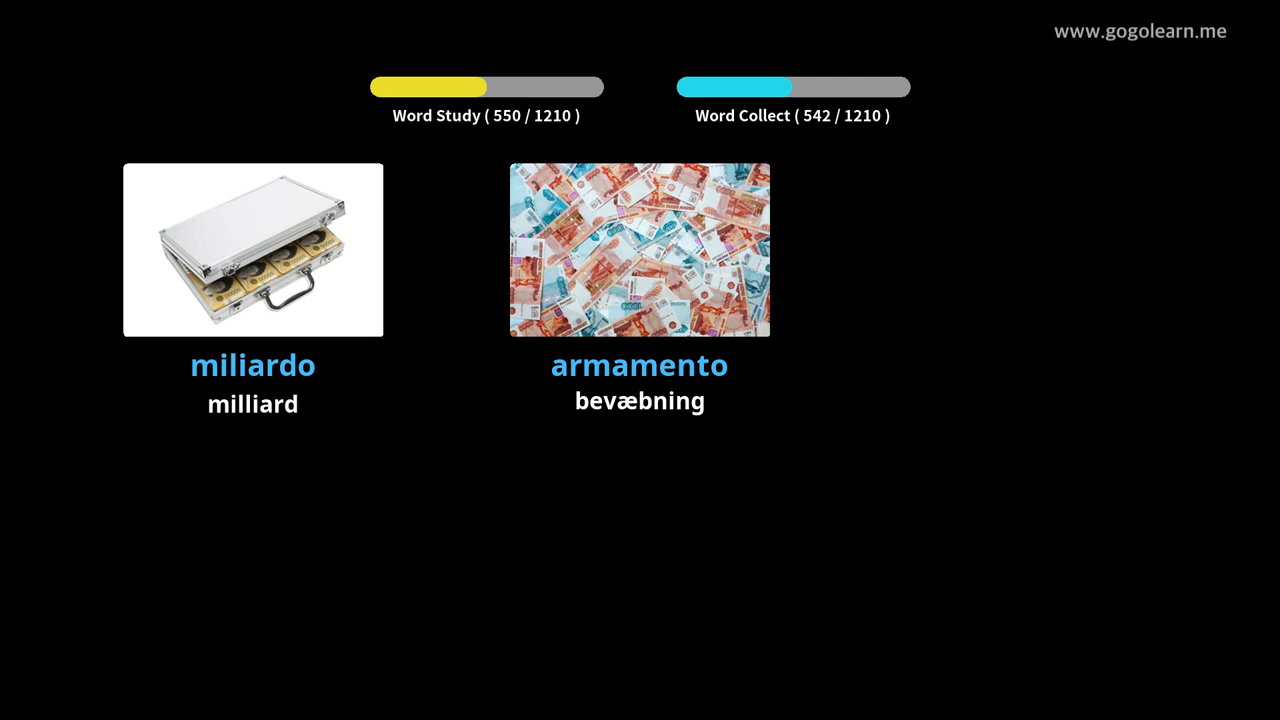 www.gogolearn.me
Word Study ( 550 / 1210 )
Word Collect ( 542 / 1210 )
miliardo
milliard
armamento
bevæbning